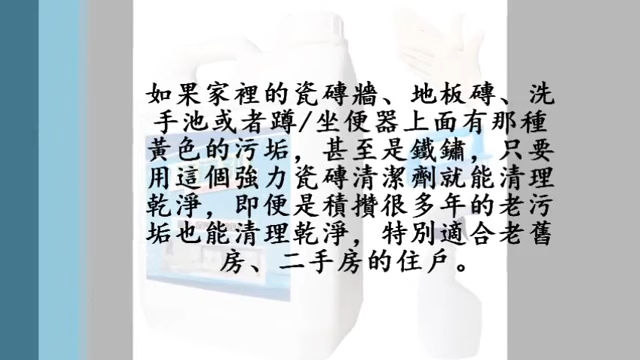 如果家裡的瓷磚牆、地板磚、洗
手池或者蹲/坐便器上面有那種
黃色的污垢，甚至是鐵鏽，只要
用這個強力瓷磚清潔劑就能清理
乾淨，即便是積攢很多年的老污
垢也能清理乾淨，特別適合老舊
房、二手房的住戶。